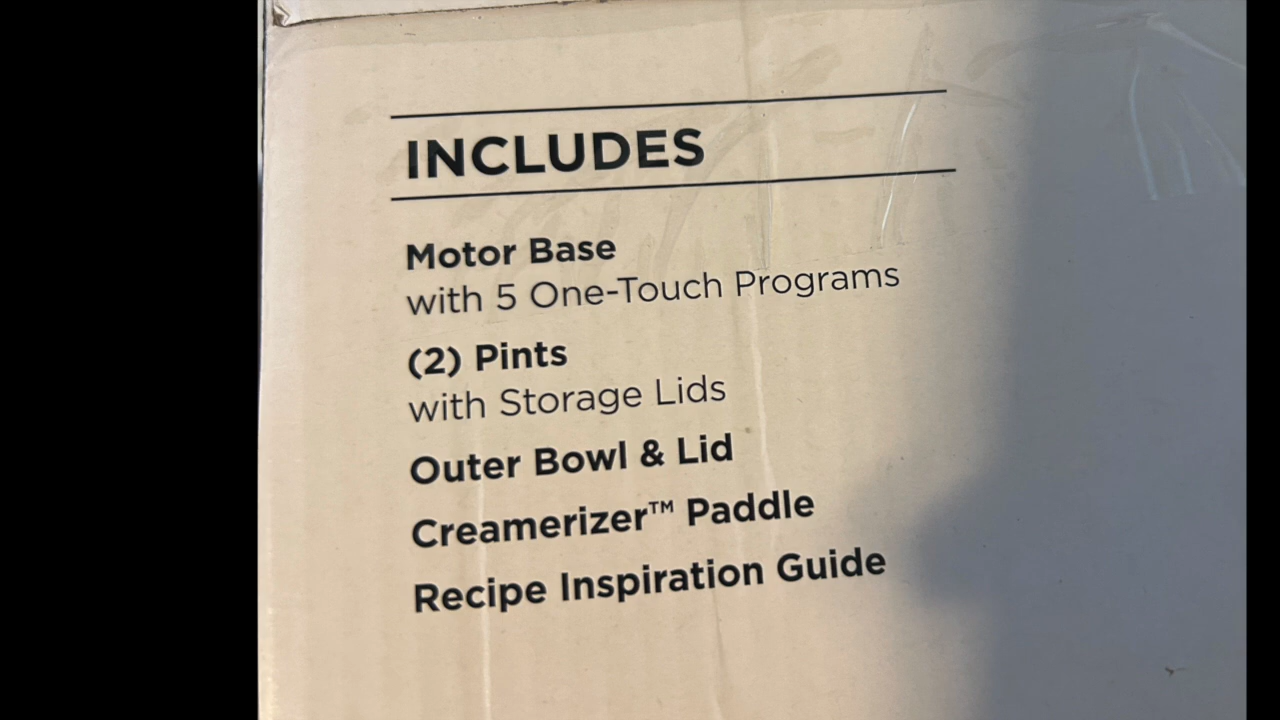 INCLUDES
Motor Base
with 5 One-Touch Programs
(2) Pints
with Storage Lids
Outer Bowl & Lid
Creamerizer™ Paddle
Recipe Inspiration Guide